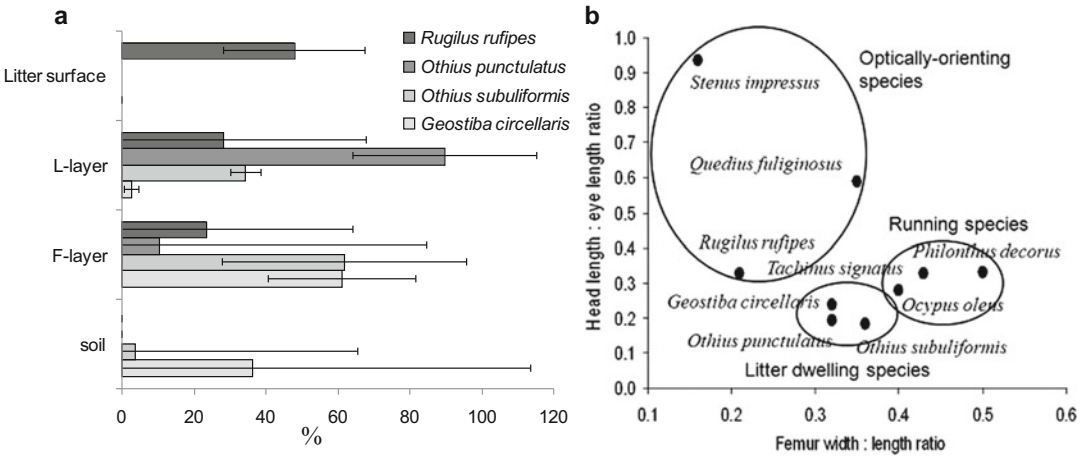 a
Rugilus rufipes
Othius punctulatus
Othius subuliformis
Geostiba circellaris
Litter surface
L-layer
F-layer
soil
0 20 40 60 80 100 120
%
b
1.0
0.9
0.8
0.7
0.6
0.5
0.4
0.3
0.2
0.1
0.0
Head length : eye length ratio
Optically-orienting
species
Stenus impressus
Quedius fuliginosus
Running species
Rugilus rufipes
Philonthus decorus
Tachinus signatus
Geostiba circellaris
Ocypus oleus
Othius punctulatus
Othius subuliformis
Litter dwelling species
0.1 0.2 0.3 0.4 0.5 0.6
Femur width : length ratio